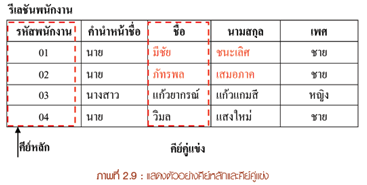 รีเลชันพนักงาน
รหัสพนักงาน คำนำหน้าชื่อ ชื่อ นามสกุล เพศ
01 นาย มีชัย ชนะเลิศ ชาย
02 นาย ภัทรพล เสมอภาค ชาย
03 นางสาว แก้วยาภรณ์ แก้วแกมสี หญิง
04 นาย วิมล แสงใหม่ ชาย
คีย์หลัก คีย์คู่แข่ง
ภาพที่ 2.9 : แสดงตัวอย่างคีย์หลักและคีย์คู่แข่ง